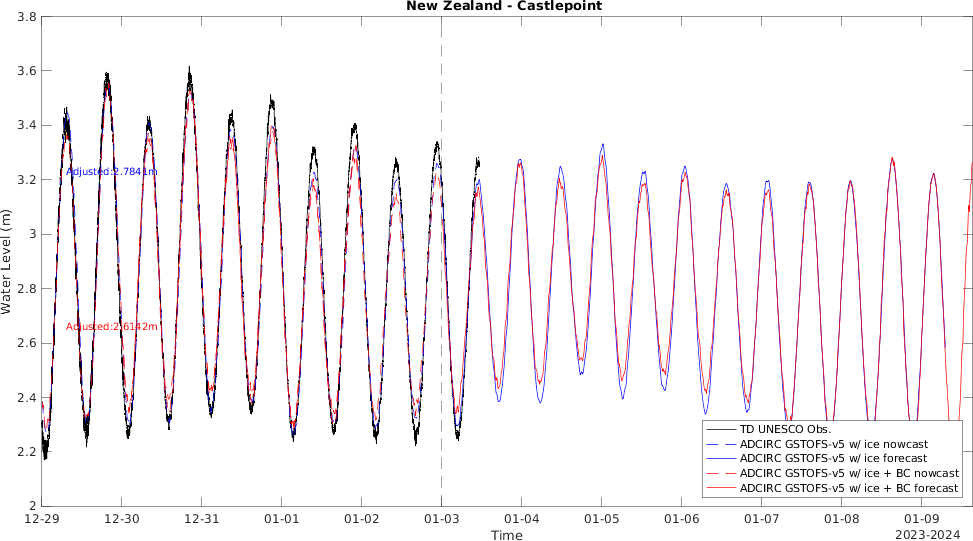 New Zealand - Castlepoint
3.8
3.6
3.4
3.2
3
2.8
2.6
2.4
2.2
2
Water Level (m)
Adjusted:2.7841m
Adjusted:2.6142m
TD UNESCO Obs.
ADCIRC GSTOFS-v5 w/ ice nowcast
ADCIRC GSTOFS-v5 w/ ice forecast
ADCIRC GSTOFS-v5 w/ ice + BC nowcast
ADCIRC GSTOFS-v5 w/ ice + BC forecast
12-29 12-30 12-31 01-01 01-02 01-03 01-04 01-05 01-06 01-07 01-08 01-09
Time
2023-2024